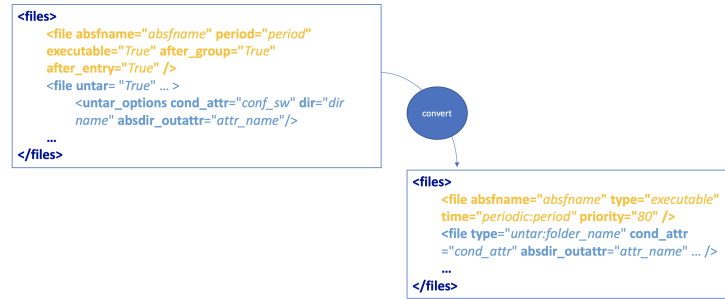 <files>
<file absfname="absfname" period="period"
executable="True" after_group="True"
after_entry="True" />
<file untar= "True" ... >
<untar_options cond_attr="conf_sw" dir="dir
name" absdir_outattr="attr_name"/>
...
</files>
convert
<files>
<file absfname="absfname" type="executable"
time="periodic:period" priority="80" />
<file type="untar:folder_name" cond_attr
="cond_attr" absdir_outattr="attr_name" ... />
...
</files>